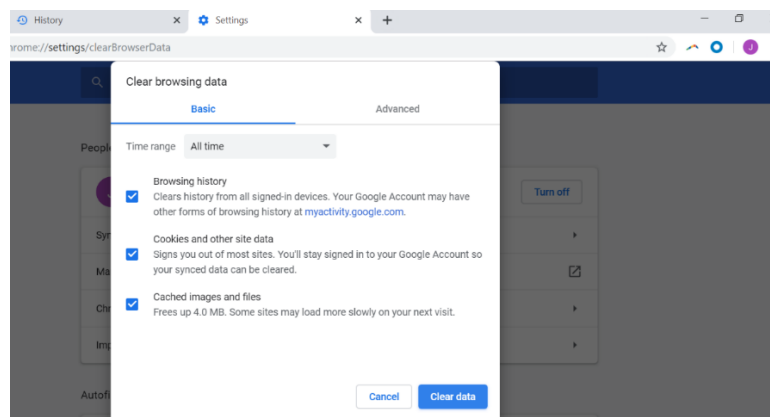 History
Settings
hrome://settings/clearBrowserData
J
Clear browsing data
Basic
Advanced
Time range
All time
Browsing history
Clears history from all signed-in devices. Your Google Account may have
other forms of browsing history at myactivity.google.com.
Cookies and other site data
Signs you out of most sites. You'll stay signed in to your Google Account so
your synced data can be cleared.
Cached images and files
Frees up 4.0 MB. Some sites may load more slowly on your next visit.
Cancel
Clear data
Peopl
Turn off
Syn
Ma
Chr
Imp
Autofi